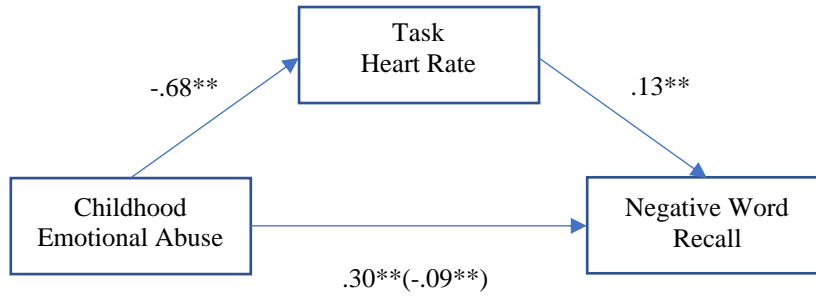 Task
Heart Rate
-.68**
.13**
Childhood
Emotional Abuse
Negative Word
Recall
.30**(-.09**)